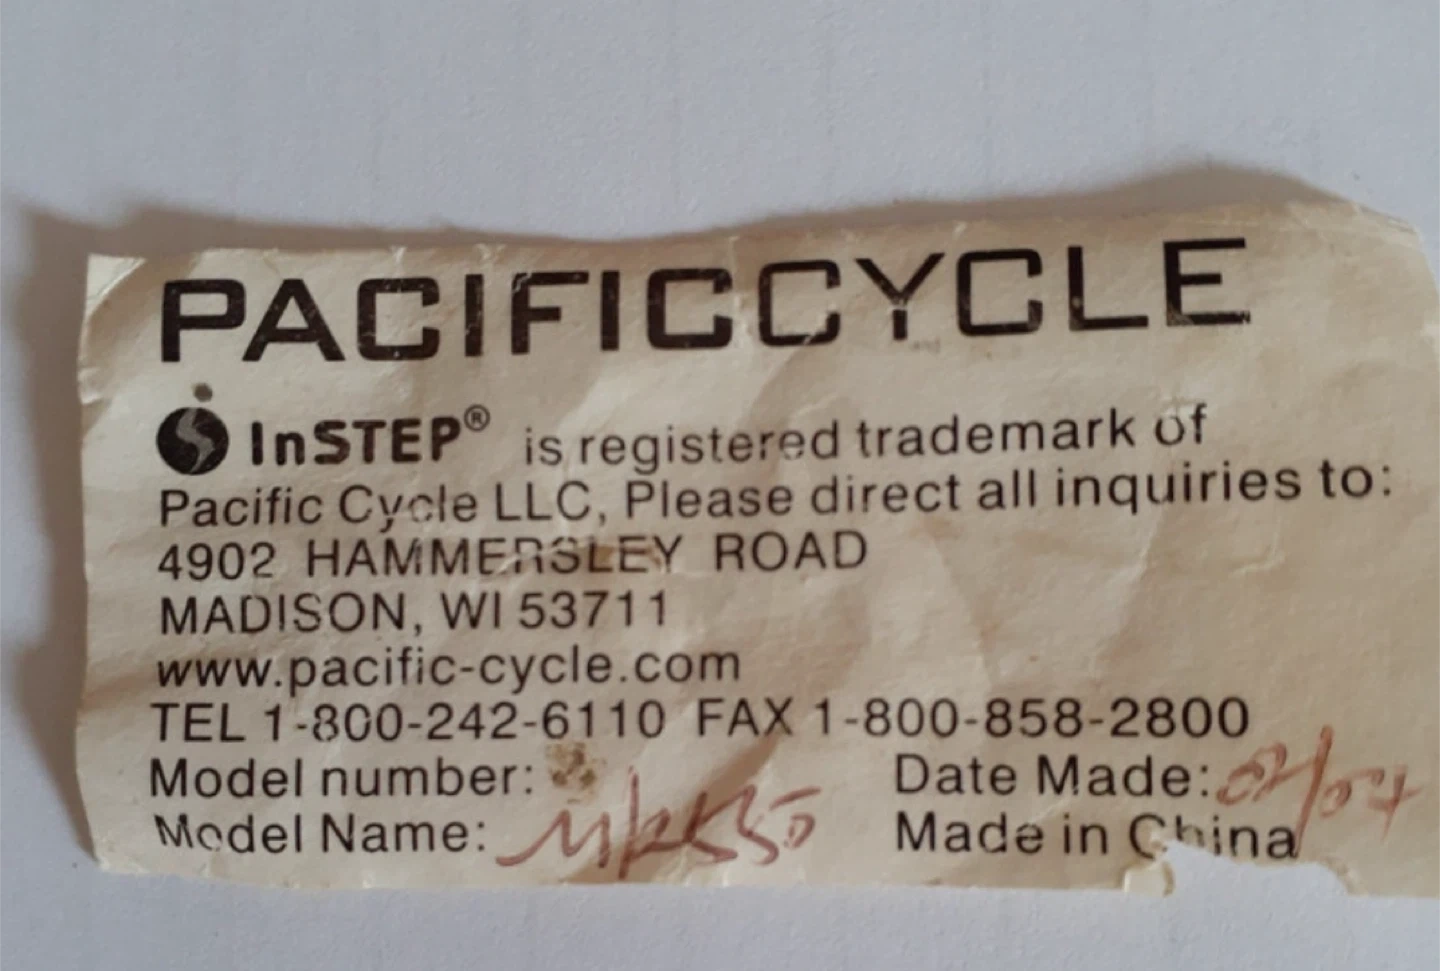 PACIFICCYCLE
InSTEP® is registered trademark of
Pacific Cycle LLC, Please direct all inquiries to:
4902 HAMMERSLEY ROAD
MADISON, WI 53711
www.pacific-cycle.com
TEL 1-800-242-6110 FAX 1-800-858-2800
Model number: Date Made:
Model Name: Made in China